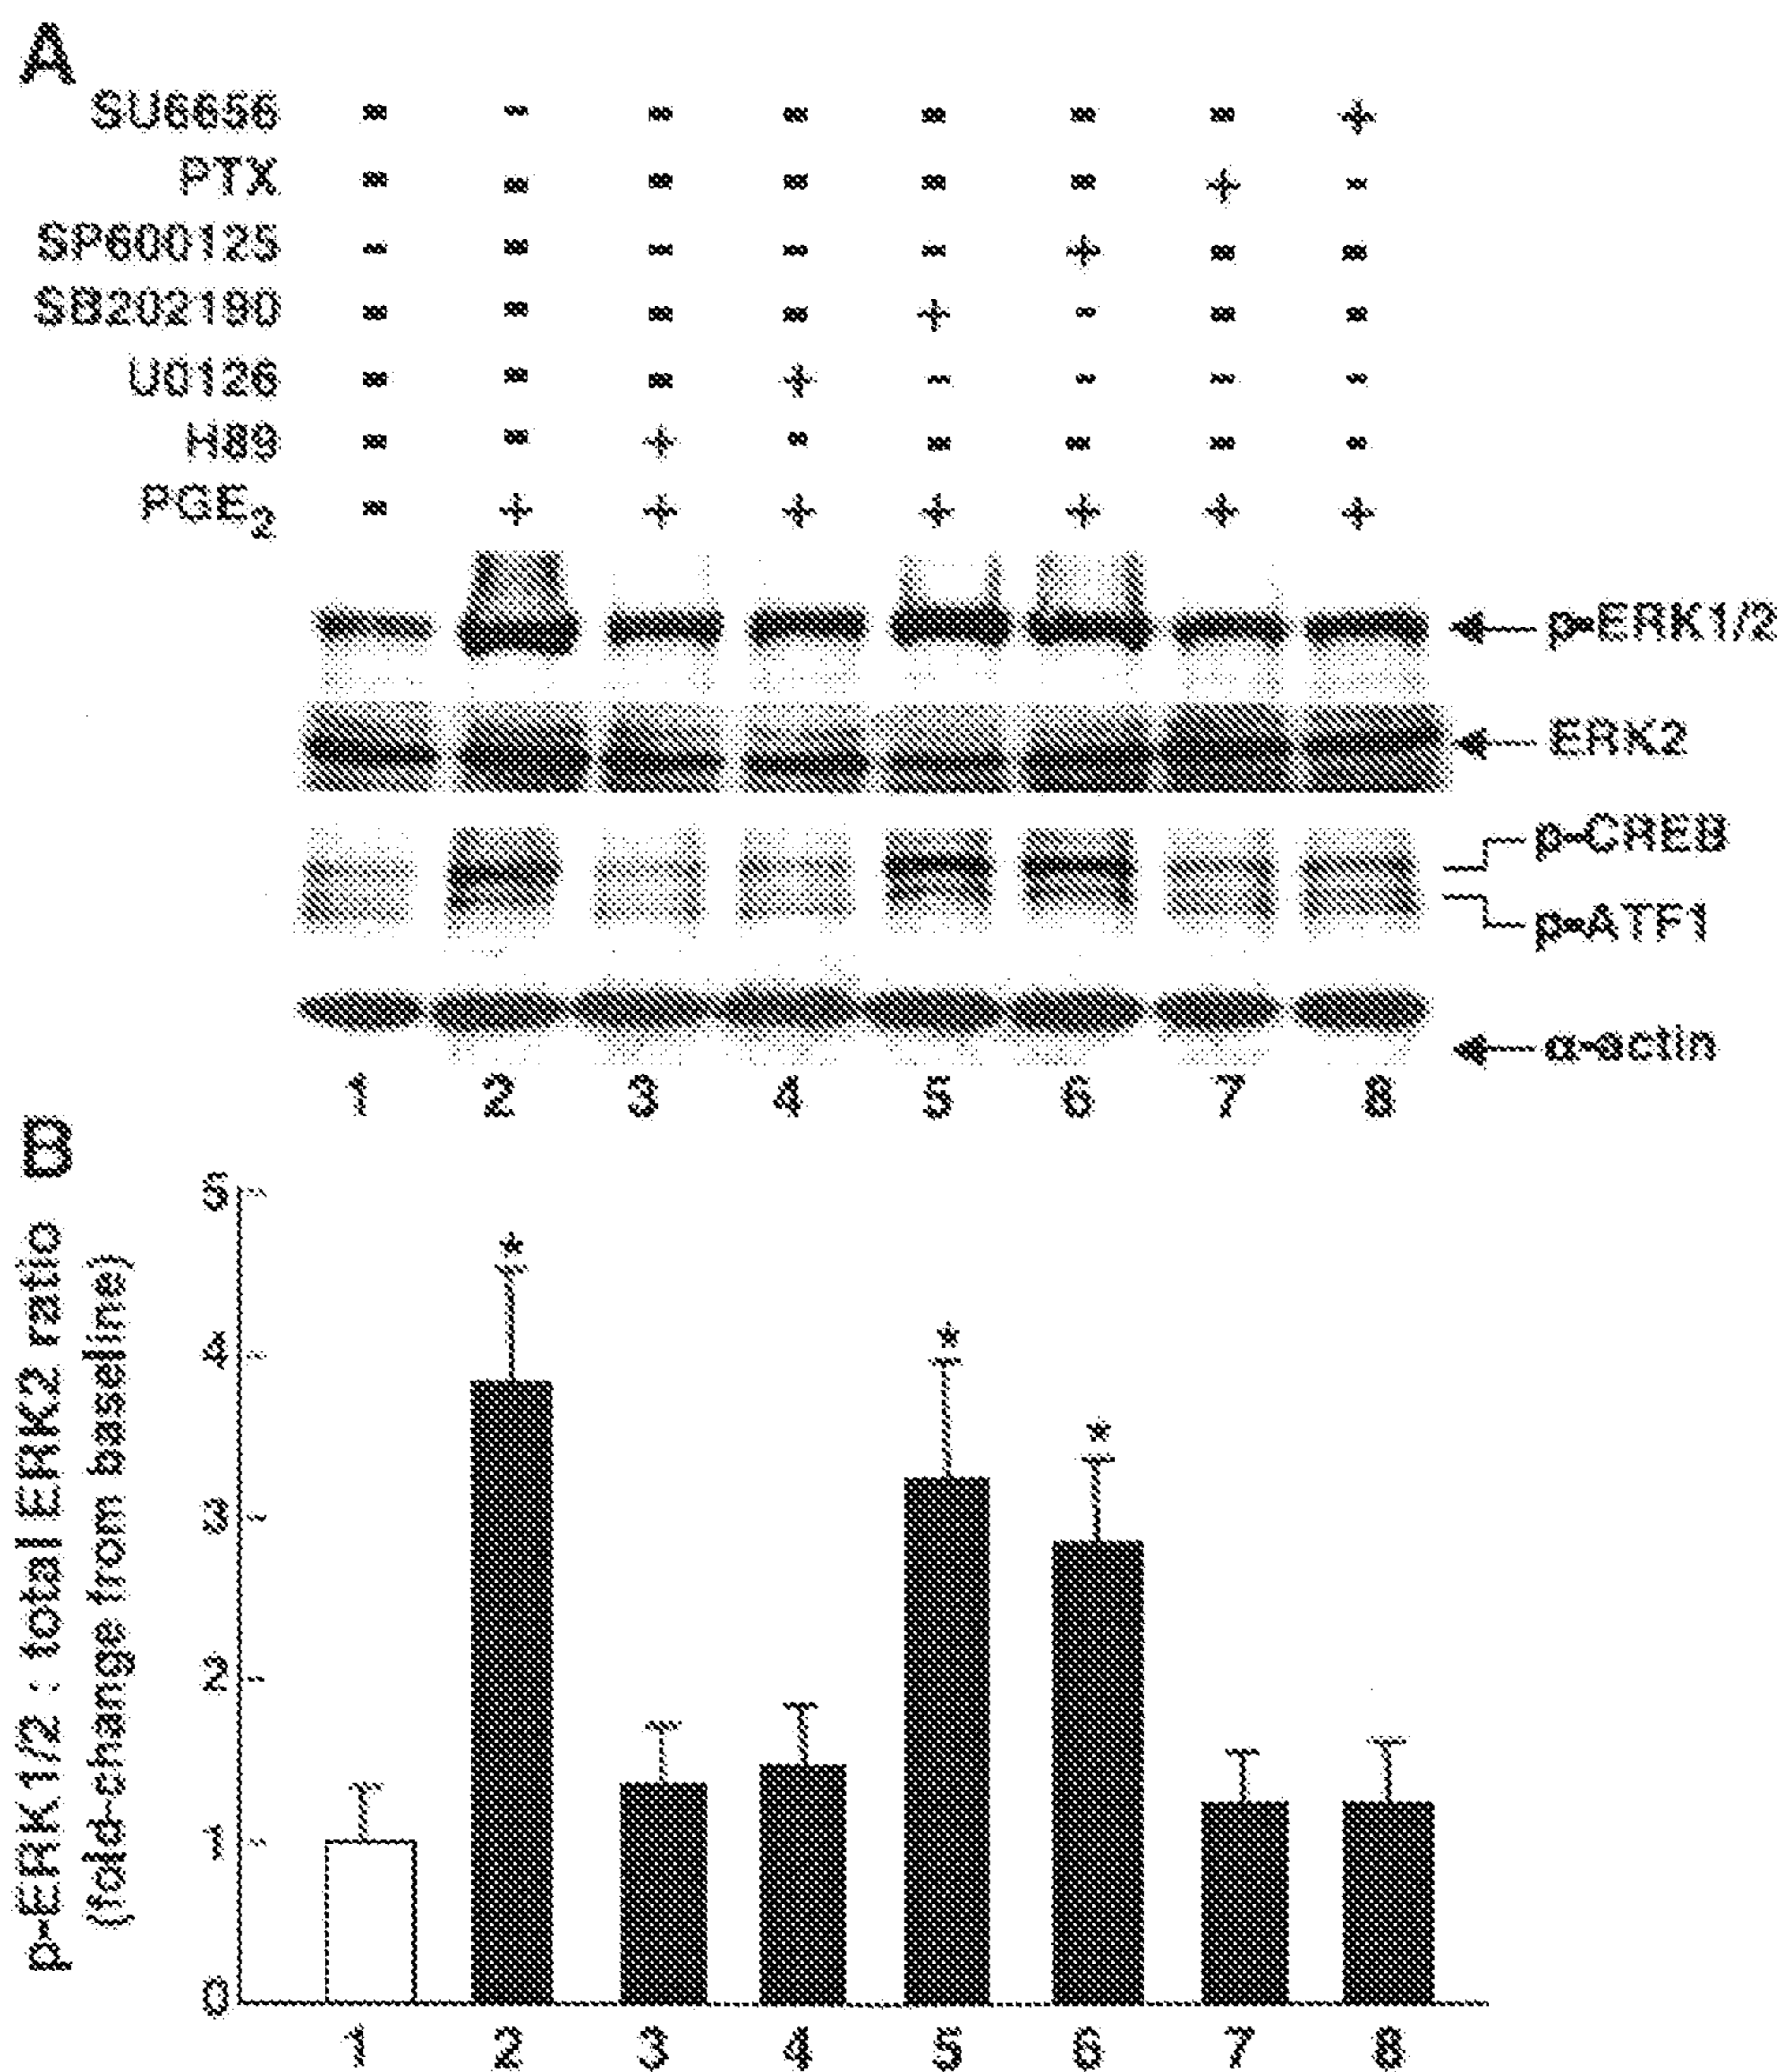 A
SU6656 - - - - - - - +
PTX - - - - - - + -
SP600125 - - - - - + - -
SB202190 - - - - + - - -
U0126 - - - + - - - -
H89 - - + - - - - -
PGE2 - + + + + + + +
p-ERK1/2
ERK2
p-CREB
p-ATF1
α-actin
1 2 3 4 5 6 7 8
B
p-ERK1/2 : total ERK2 ratio
(fold-change from baseline)
5
4
3
2
1
0
* * *
1 2 3 4 5 6 7 8